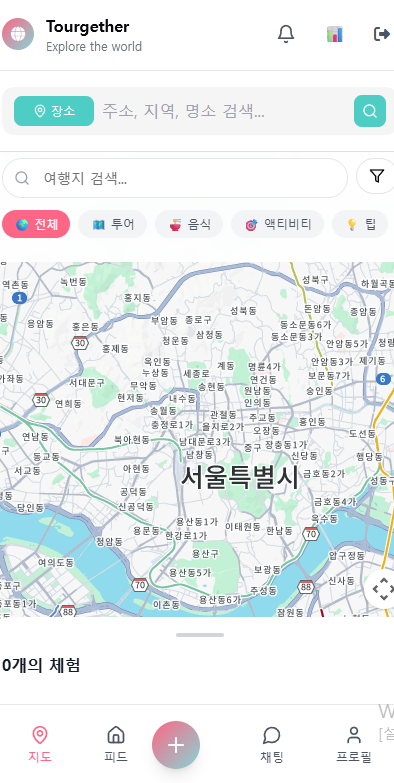 Tourgether
Explore the world
장소
주소, 지역, 명소 검색...
여행지 검색...
전체
투어
음식
액티비티
팁
역촌동
녹번동
홍지동
성북구
하월곡동
1
응암동
홍은동
부암동
종로구
성북동
돈암동
종암동
30
홍제동
청운동
삼청동
동소문동6가
동소문동3가
안암동5가
청량
가좌동
서대문구
옥인동
누상동
세종로
계동
명륜4가
안암동3가
제기동
무악동
송현동
연건동
보문동7가
6
30
연희동
현저동
내수동
원남동
숭인동
송월동
인의동
연남동
충정로1가
관철동
주교동
북아현동
을지로2가
오장동
창인동
도선동
동교동
남대문로3가
중구
장충동1가
서교동
아현동
남창동
신당동
행당동
서울특별시
금호동2가
공덕동
당인동
신공덕동
금호동4가
용산동1가
옥수동
용문동
이태원동
한남동
한강로1가
70
청암동
용산구
압구정동
여의도동
보광동
용산동5가
신사동
70
88
주성동
이촌동
용산동6가
잠원동
88
0개의 체험
지도
피드
채팅
프로필